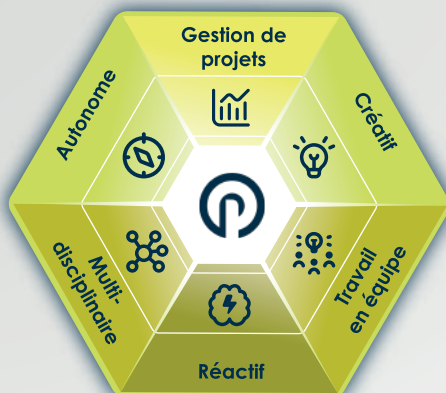 Gestion de
projets
Créatif
Travail
en équipe
Réactif
Multi-
disciplinaire
Autonome